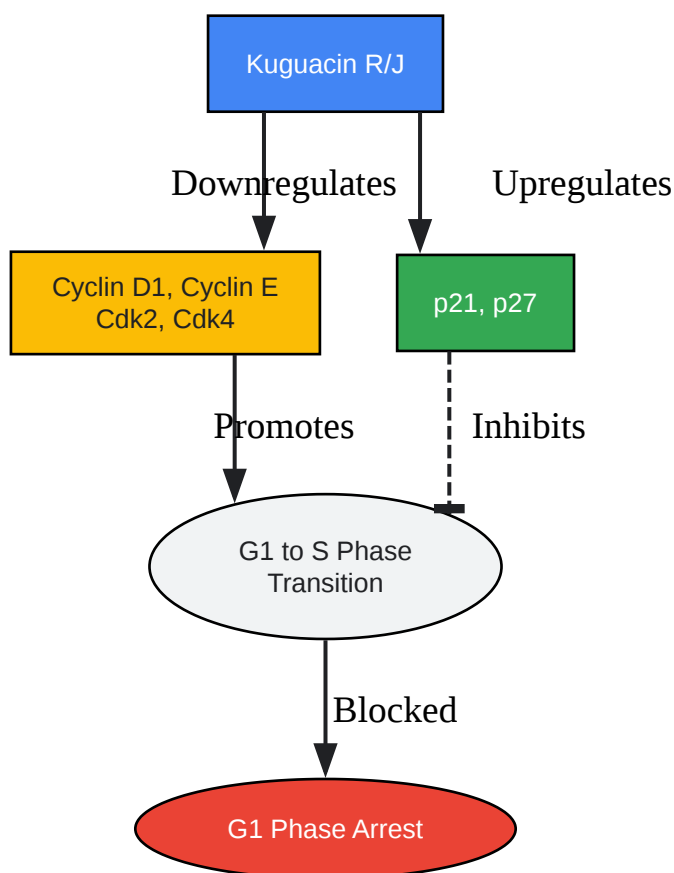 Kuguacin R/J
Downregulates
Upregulates
Cyclin D1, Cyclin E
Cdk2, Cdk4
p21, p27
Promotes
Inhibits
G1 to S Phase
Transition
Blocked
G1 Phase Arrest